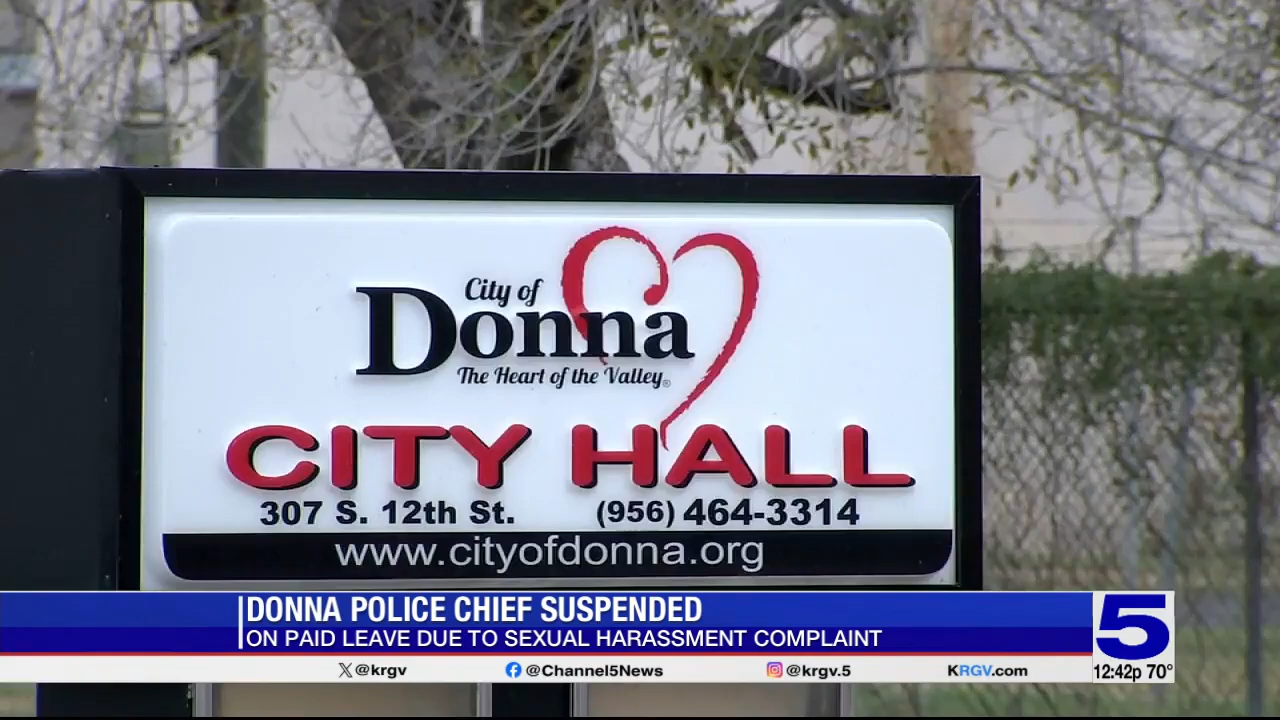 City of
Donna
The Heart of the Valley®
CITY HALL
307 S. 12th St. (956) 464-3314
www.cityofdonna.org
DONNA POLICE CHIEF SUSPENDED
ON PAID LEAVE DUE TO SEXUAL HARASSMENT COMPLAINT
5
@krgv @Channel5News @krgv.5 KRGV.com
12:42p 70°